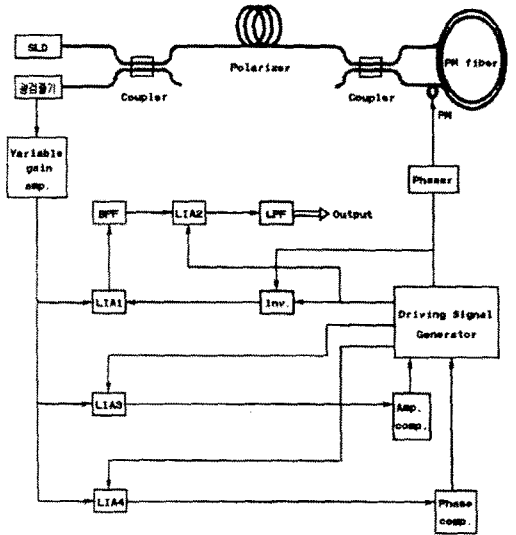 SLD
Polarizer
PM fiber
광검출기
Coupler
Coupler
PM
Variable
gain
amp.
Phaser
BPF
LIA2
LPF
Output
LIA1
Inv.
Driving Signal
Generator
LIA3
Amp.
comp.
LIA4
Phase
comp.